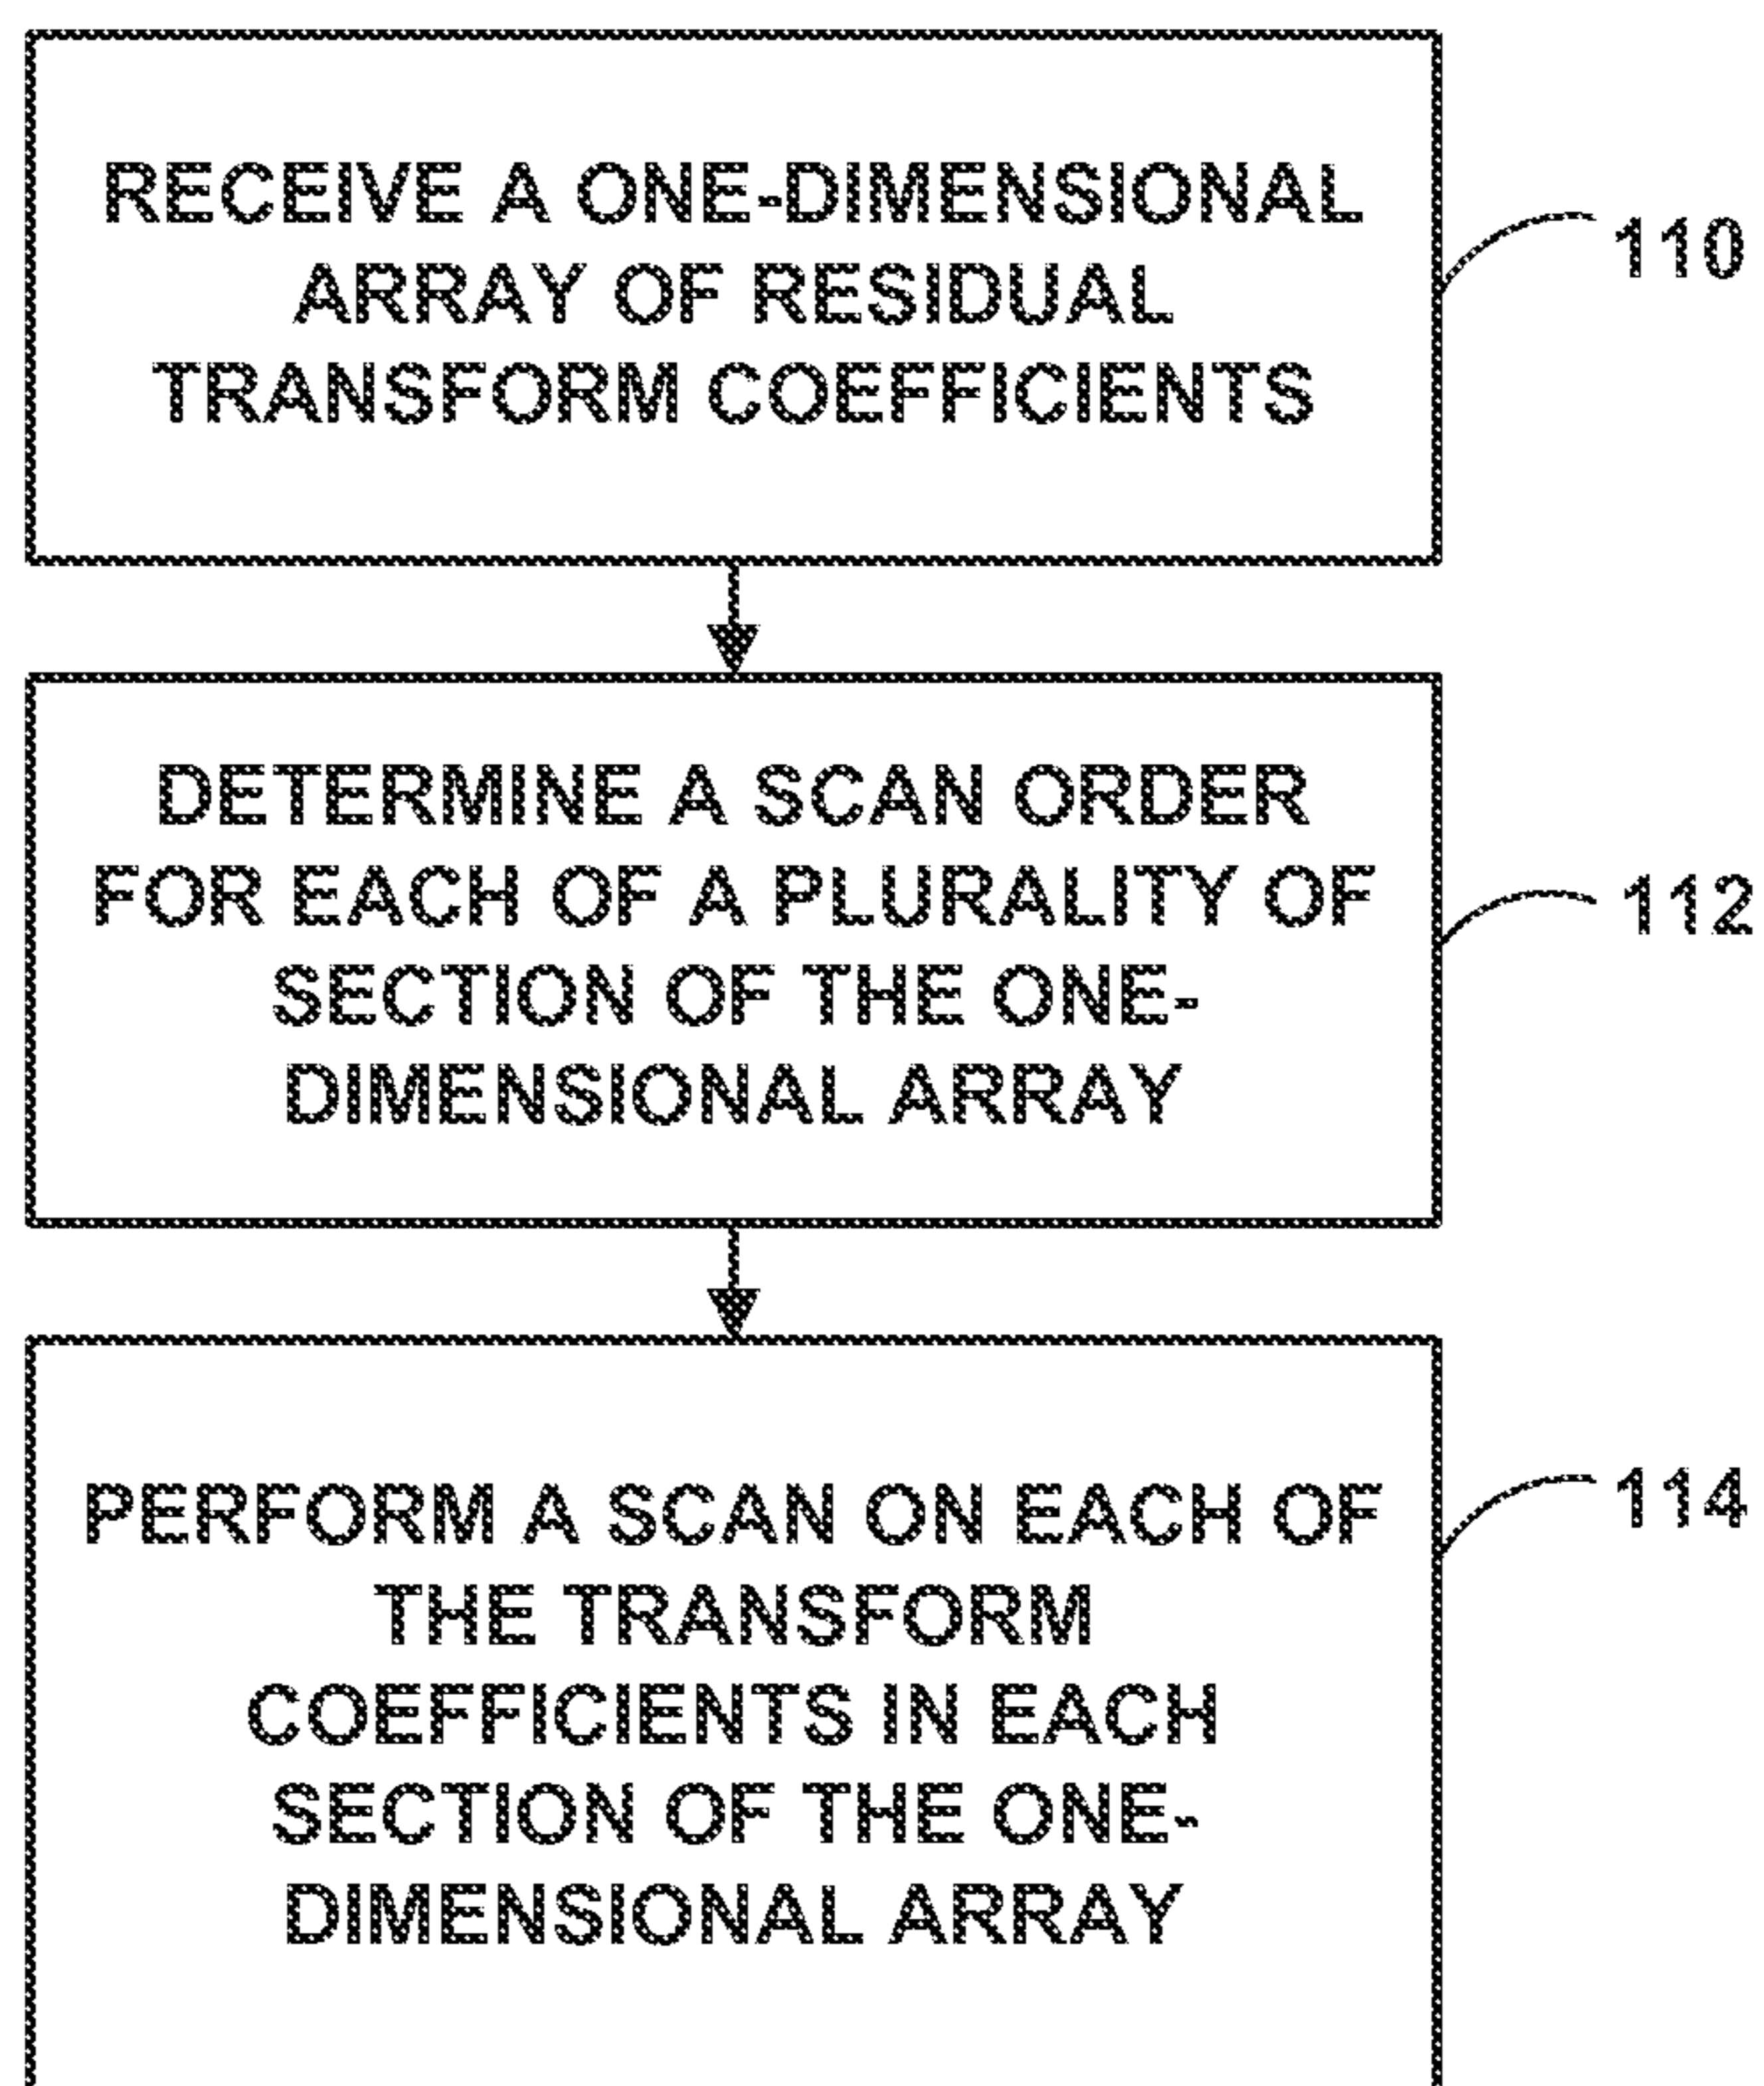 RECEIVE A ONE-DIMENSIONAL
ARRAY OF RESIDUAL
TRANSFORM COEFFICIENTS
110
DETERMINE A SCAN ORDER
FOR EACH OF A PLURALITY OF
SECTION OF THE ONE-
DIMENSIONAL ARRAY
112
PERFORM A SCAN ON EACH OF
THE TRANSFORM
COEFFICIENTS IN EACH
SECTION OF THE ONE-
DIMENSIONAL ARRAY
114